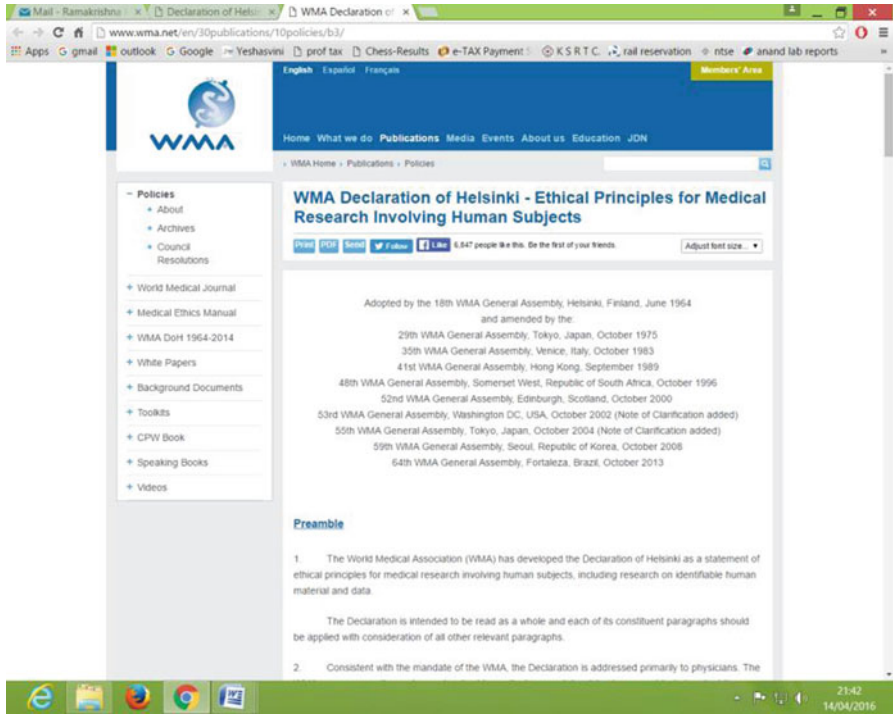 Mail - Ramakrishna
Declaration of Helsin
WMA Declaration of
www.wma.net/en/30publications/10policies/b3/
Apps gmail outlook Google Yeshasvini prof tax Chess-Results e-TAX Payment K S R T C. rail reservation ntse anand lab reports
English Español Français Members' Area
WMA
Home What we do Publications Media Events About us Education JDN
WMA Home Publications Policies
Policies
About
Archives
Council
Resolutions
World Medical Journal
Medical Ethics Manual
WMA DoH 1964-2014
White Papers
Background Documents
Toolkits
CPW Book
Speaking Books
Videos
WMA Declaration of Helsinki - Ethical Principles for Medical
Research Involving Human Subjects
Print PDF Send Follow Like 6,847 people like this. Be the first of your friends. Adjust font size...
Adopted by the 18th WMA General Assembly, Helsinki, Finland, June 1964
and amended by the:
29th WMA General Assembly, Tokyo, Japan, October 1975
35th WMA General Assembly, Venice, Italy, October 1983
41st WMA General Assembly, Hong Kong, September 1989
48th WMA General Assembly, Somerset West, Republic of South Africa, October 1996
52nd WMA General Assembly, Edinburgh, Scotland, October 2000
53rd WMA General Assembly, Washington DC, USA, October 2002 (Note of Clarification added)
55th WMA General Assembly, Tokyo, Japan, October 2004 (Note of Clarification added)
59th WMA General Assembly, Seoul, Republic of Korea, October 2008
64th WMA General Assembly, Fortaleza, Brazil, October 2013
Preamble
1. The World Medical Association (WMA) has developed the Declaration of Helsinki as a statement of
ethical principles for medical research involving human subjects, including research on identifiable human
material and data.
The Declaration is intended to be read as a whole and each of its constituent paragraphs should
be applied with consideration of all other relevant paragraphs.
2. Consistent with the mandate of the WMA, the Declaration is addressed primarily to physicians. The
21:42
14/04/2016